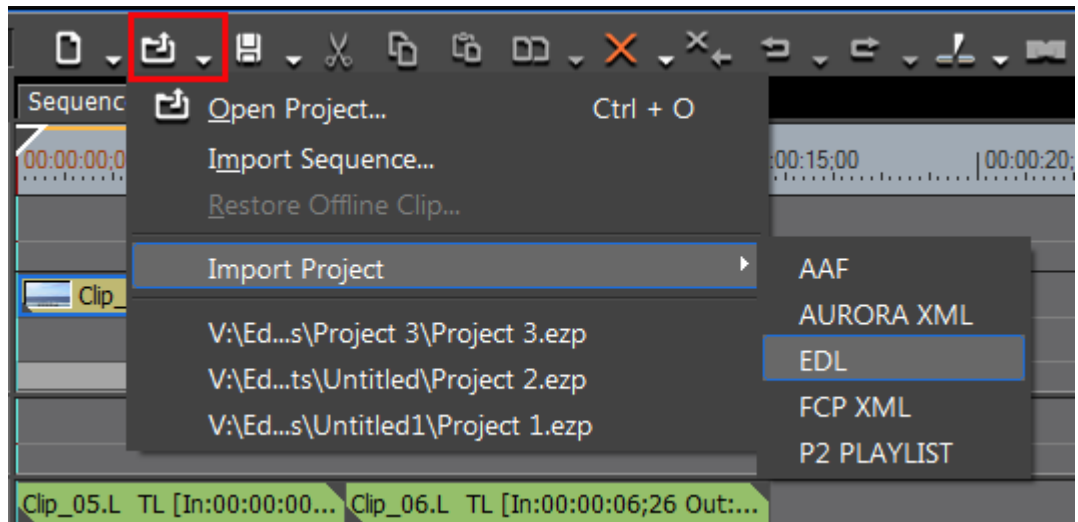 Sequenc
Open Project... Ctrl + O
Import Sequence...
Restore Offline Clip...
00:00:00;0 :00:15;00 00:00:20;
Import Project
AAF
AURORA XML
EDL
FCP XML
P2 PLAYLIST
Clip_
V:\Ed...s\Project 3\Project 3.ezp
V:\Ed...ts\Untitled\Project 2.ezp
V:\Ed...s\Untitled1\Project 1.ezp
Clip_05.L TL [In:00:00:00... Clip_06.L TL [In:00:00:06;26 Out:...